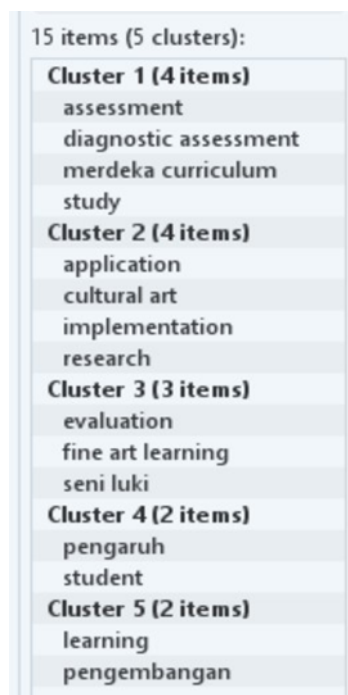 15 items (5 clusters):
Cluster 1 (4 items)
assessment
diagnostic assessment
merdeka curriculum
study
Cluster 2 (4 items)
application
cultural art
implementation
research
Cluster 3 (3 items)
evaluation
fine art learning
seni luki
Cluster 4 (2 items)
pengaruh
student
Cluster 5 (2 items)
learning
pengembangan